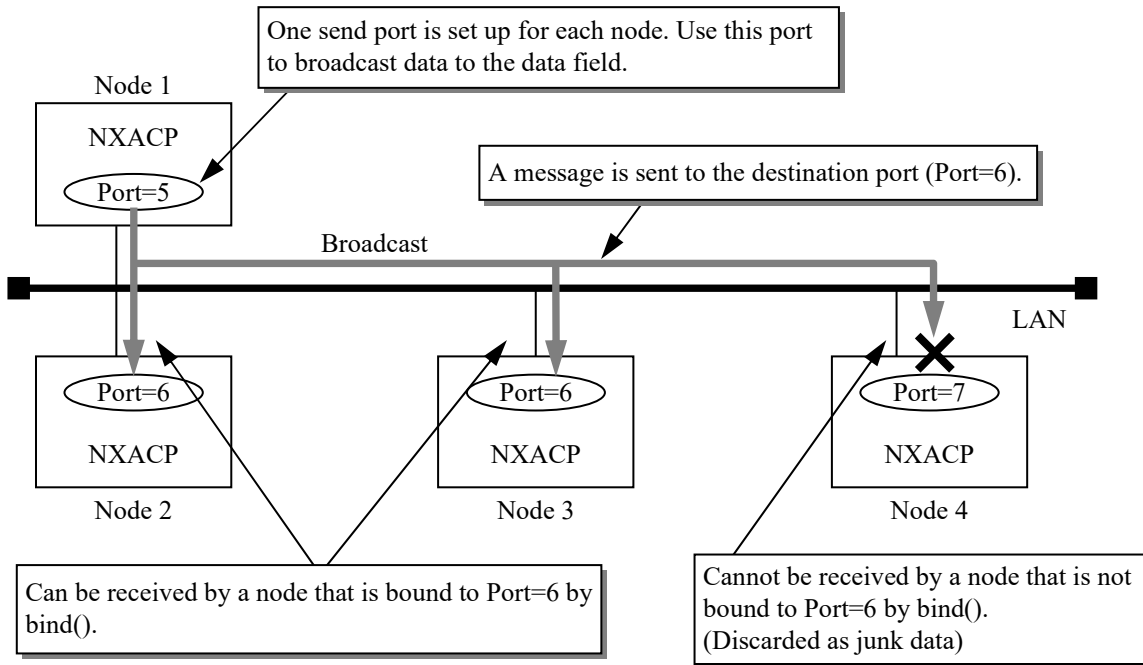 One send port is set up for each node. Use this port
to broadcast data to the data field.
Node 1
NXACP
Port=5
A message is sent to the destination port (Port=6).
Broadcast
LAN
Port=6
NXACP
Node 2
Port=6
NXACP
Node 3
Port=7
NXACP
Node 4
Can be received by a node that is bound to Port=6 by
bind().
Cannot be received by a node that is not
bound to Port=6 by bind().
(Discarded as junk data)